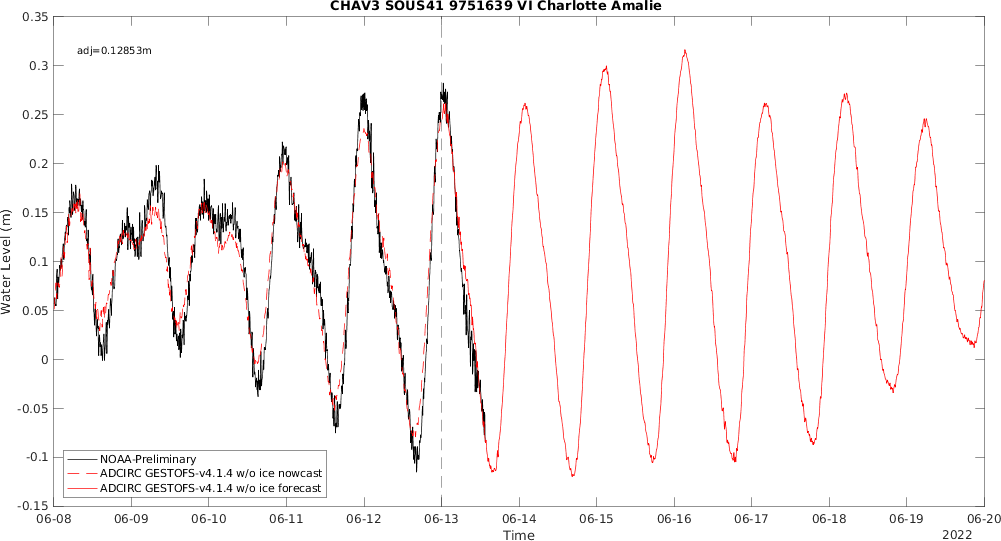 CHAV3 SOUS41 9751639 VI Charlotte Amalie
adj=0.12853m
0.35
0.3
0.25
0.2
0.15
0.1
0.05
0
-0.05
-0.1
-0.15
Water Level (m)
NOAA-Preliminary
ADCIRC GESTOFS-v4.1.4 w/o ice nowcast
ADCIRC GESTOFS-v4.1.4 w/o ice forecast
06-08 06-09 06-10 06-11 06-12 06-13 06-14 06-15 06-16 06-17 06-18 06-19 06-20
Time
2022